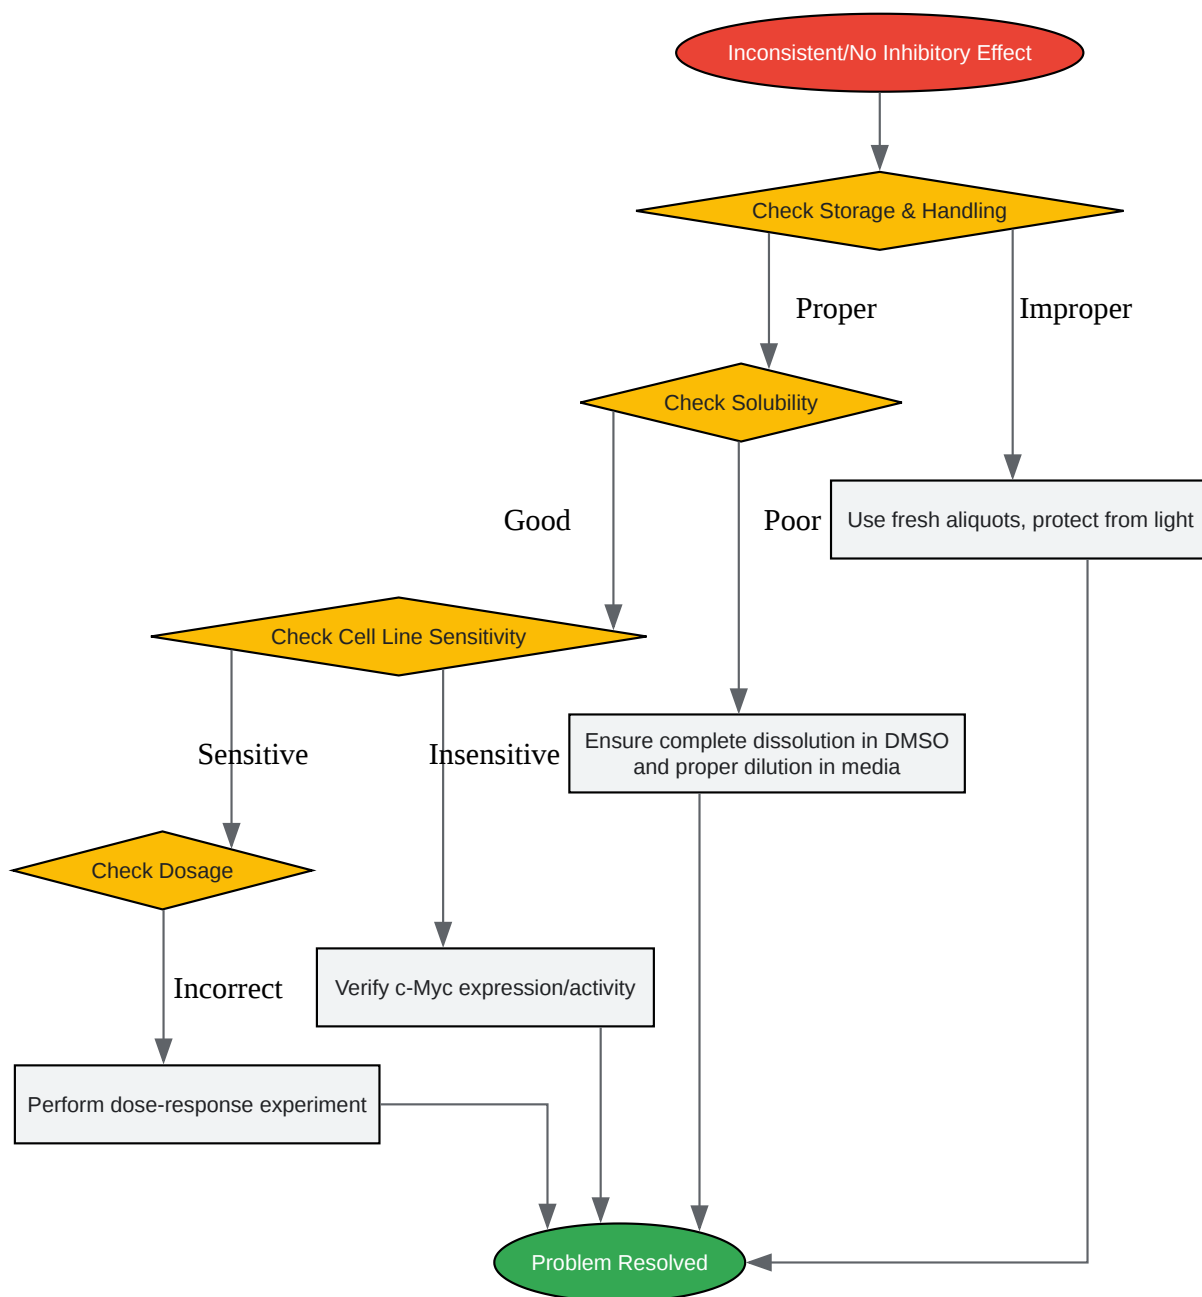 Inconsistent/No Inhibitory Effect
Check Storage & Handling
Proper
Improper
Check Solubility
Good
Poor
Use fresh aliquots, protect from light
Check Cell Line Sensitivity
Sensitive
Insensitive
Ensure complete dissolution in DMSO
and proper dilution in media
Check Dosage
Incorrect
Verify c-Myc expression/activity
Perform dose-response experiment
Problem Resolved